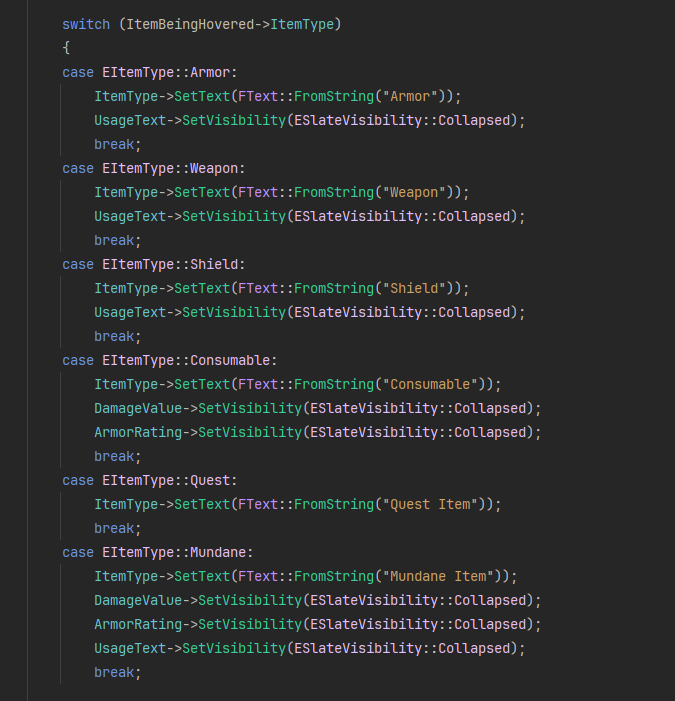 switch (ItemBeingHovered->ItemType)
{
case EItemType::Armor:
    ItemType->SetText(FText::FromString("Armor"));
    UsageText->SetVisibility(ESlateVisibility::Collapsed);
    break;
case EItemType::Weapon:
    ItemType->SetText(FText::FromString("Weapon"));
    UsageText->SetVisibility(ESlateVisibility::Collapsed);
    break;
case EItemType::Shield:
    ItemType->SetText(FText::FromString("Shield"));
    UsageText->SetVisibility(ESlateVisibility::Collapsed);
    break;
case EItemType::Consumable:
    ItemType->SetText(FText::FromString("Consumable"));
    DamageValue->SetVisibility(ESlateVisibility::Collapsed);
    ArmorRating->SetVisibility(ESlateVisibility::Collapsed);
    break;
case EItemType::Quest:
    ItemType->SetText(FText::FromString("Quest Item"));
    break;
case EItemType::Mundane:
    ItemType->SetText(FText::FromString("Mundane Item"));
    DamageValue->SetVisibility(ESlateVisibility::Collapsed);
    ArmorRating->SetVisibility(ESlateVisibility::Collapsed);
    UsageText->SetVisibility(ESlateVisibility::Collapsed);
    break;